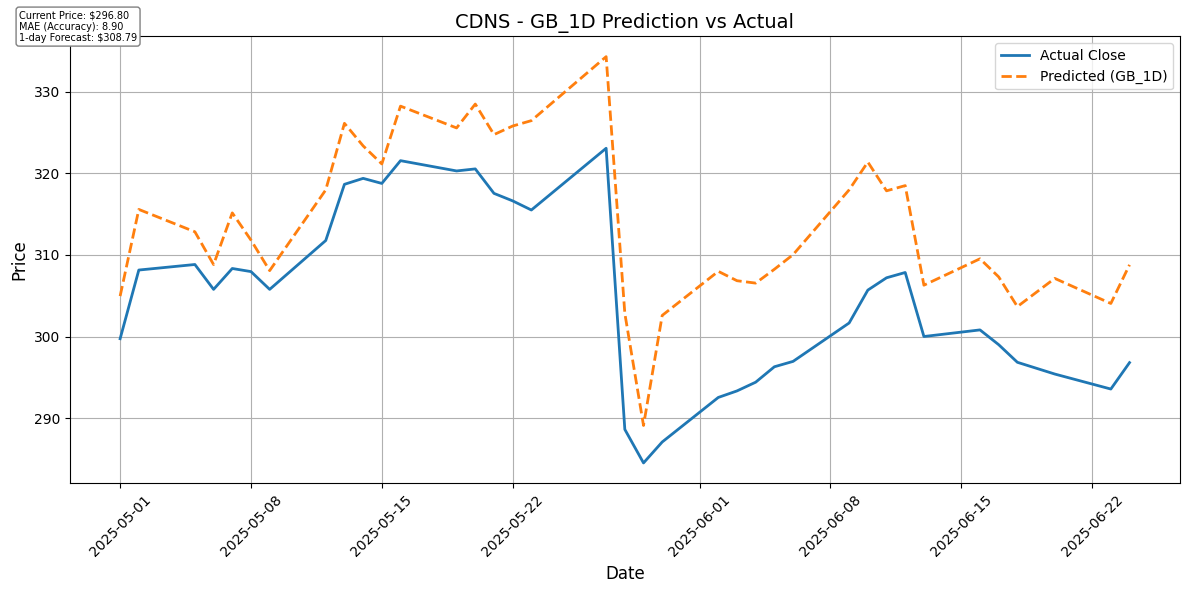 Current Price: $296.80
MAE (Accuracy): 8.90
1-day Forecast: $308.79
CDNS - GB_1D Prediction vs Actual
Actual Close
Predicted (GB_1D)
Price
330
320
310
300
290
2025-05-01
2025-05-08
2025-05-15
2025-05-22
2025-06-01
2025-06-08
2025-06-15
2025-06-22
Date